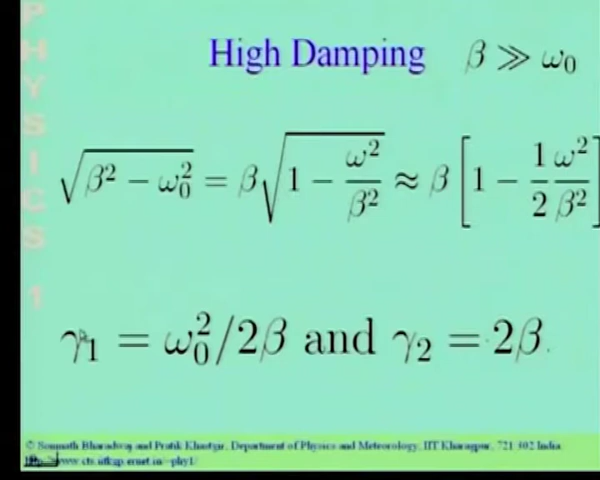 PHYSICS 1
High Damping β ≫ ω₀
√(β² − ω₀²) = β√(1 − ω²/β²) ≈ β[1 − 1/2 ω²/β²]
γ₁ = ω₀²/2β and γ₂ = 2β.
© Somnath Bharadwaj and Pratik Khastgir, Department of Physics and Meteorology, IIT Kharagpur, 721 302 India